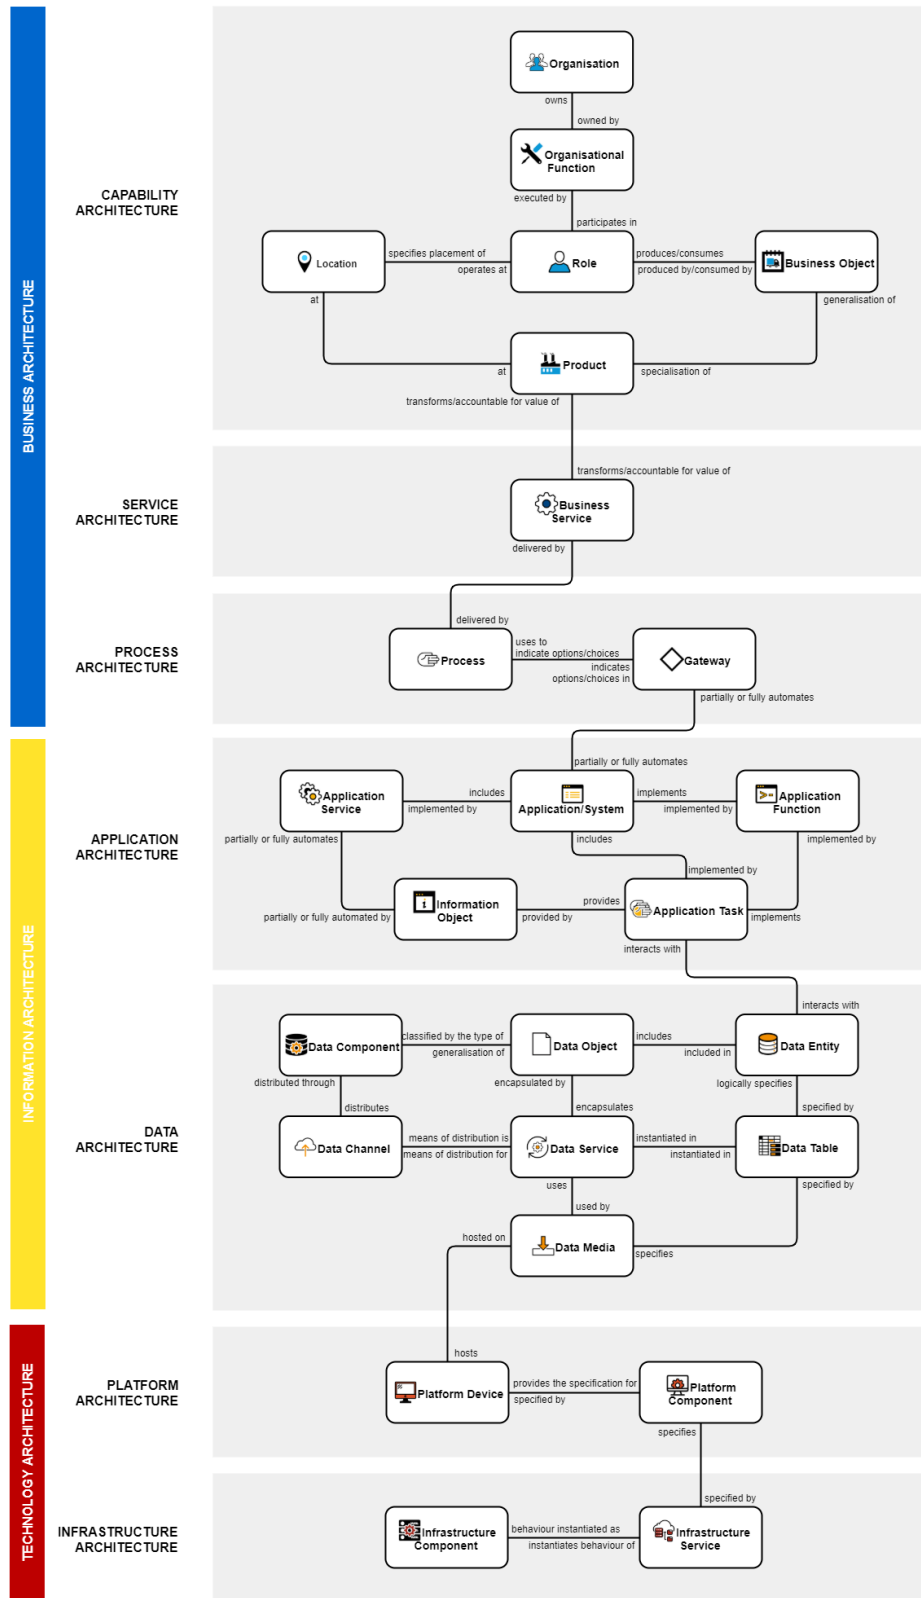 BUSINESS ARCHITECTURE
CAPABILITY
ARCHITECTURE
Organisation
owns
owned by
Organisational
Function
executed by
participates in
Location
specifies placement of
operates at
Role
produces/consumes
produced by/consumed by
Business Object
at
generalisation of
Product
at
specialisation of
transforms/accountable for value of
SERVICE
ARCHITECTURE
transforms/accountable for value of
Business
Service
delivered by
PROCESS
ARCHITECTURE
delivered by
Process
uses to
indicate options/choices
indicates
options/choices in
Gateway
partially or fully automates
INFORMATION ARCHITECTURE
APPLICATION
ARCHITECTURE
partially or fully automates
Application
Service
includes
implemented by
Application/System
implements
implemented by
Application
Function
partially or fully automates
includes
implemented by
implemented by
partially or fully automated by
Information
Object
provides
provided by
Application Task
implements
interacts with
DATA
ARCHITECTURE
interacts with
Data Component
classified by the type of
generalisation of
Data Object
includes
included in
Data Entity
distributed through
encapsulated by
logically specifies
distributes
encapsulates
specified by
Data Channel
means of distribution is
means of distribution for
Data Service
instantiated in
instantiated in
Data Table
uses
specified by
used by
hosted on
Data Media
specifies
TECHNOLOGY ARCHITECTURE
PLATFORM
ARCHITECTURE
hosts
Platform Device
provides the specification for
specified by
Platform
Component
specifies
INFRASTRUCTURE
ARCHITECTURE
specified by
Infrastructure
Component
behaviour instantiated as
instantiates behaviour of
Infrastructure
Service